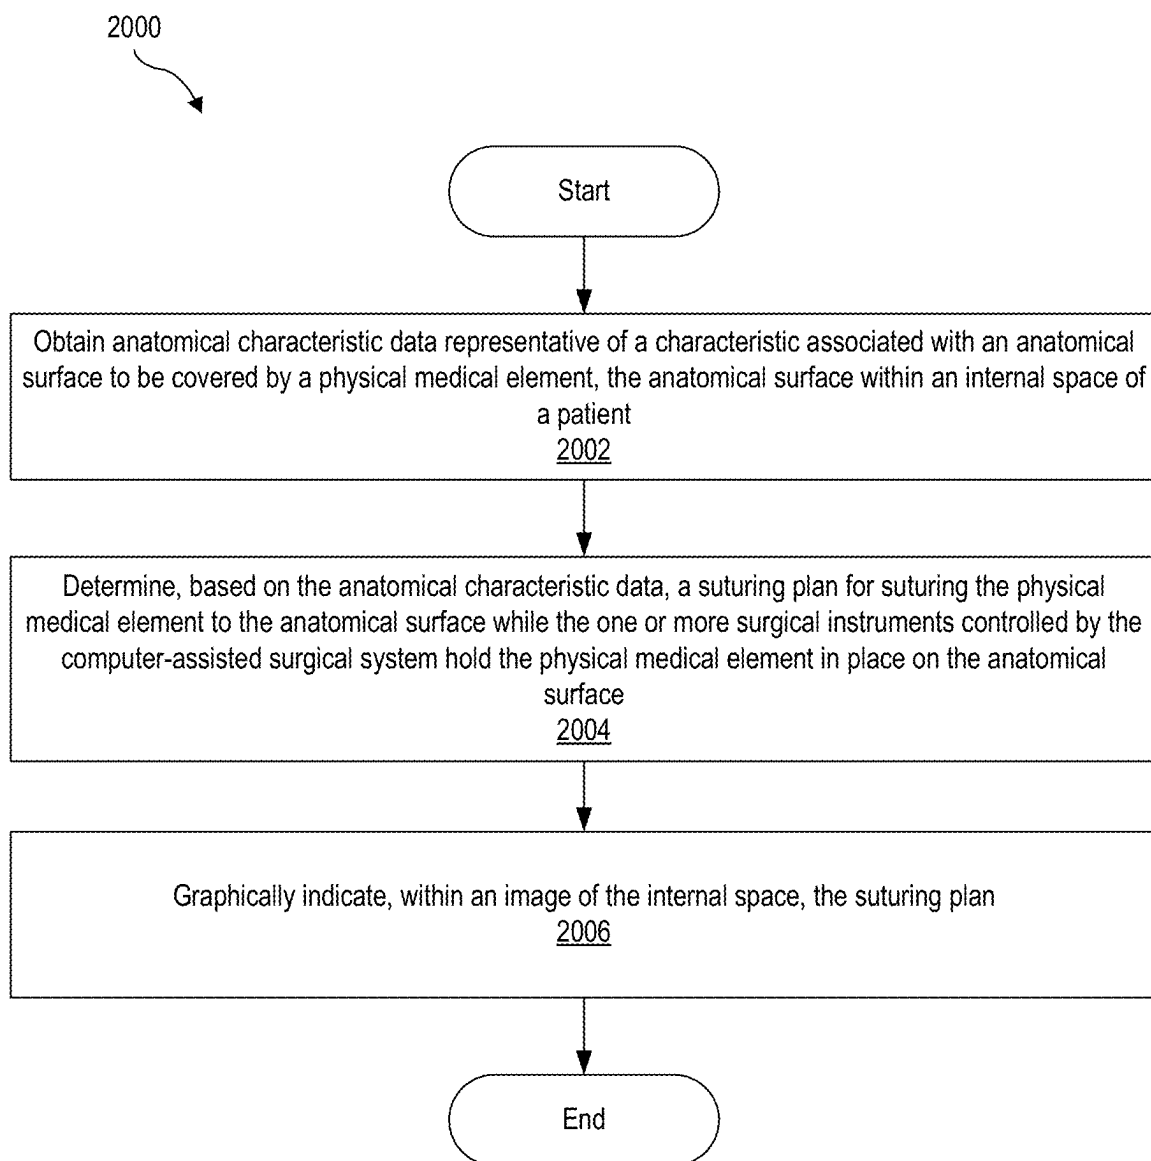 2000
Start
Obtain anatomical characteristic data representative of a characteristic associated with an anatomical
surface to be covered by a physical medical element, the anatomical surface within an internal space of
a patient
2002
Determine, based on the anatomical characteristic data, a suturing plan for suturing the physical
medical element to the anatomical surface while the one or more surgical instruments controlled by the
computer-assisted surgical system hold the physical medical element in place on the anatomical
surface
2004
Graphically indicate, within an image of the internal space, the suturing plan
2006
End